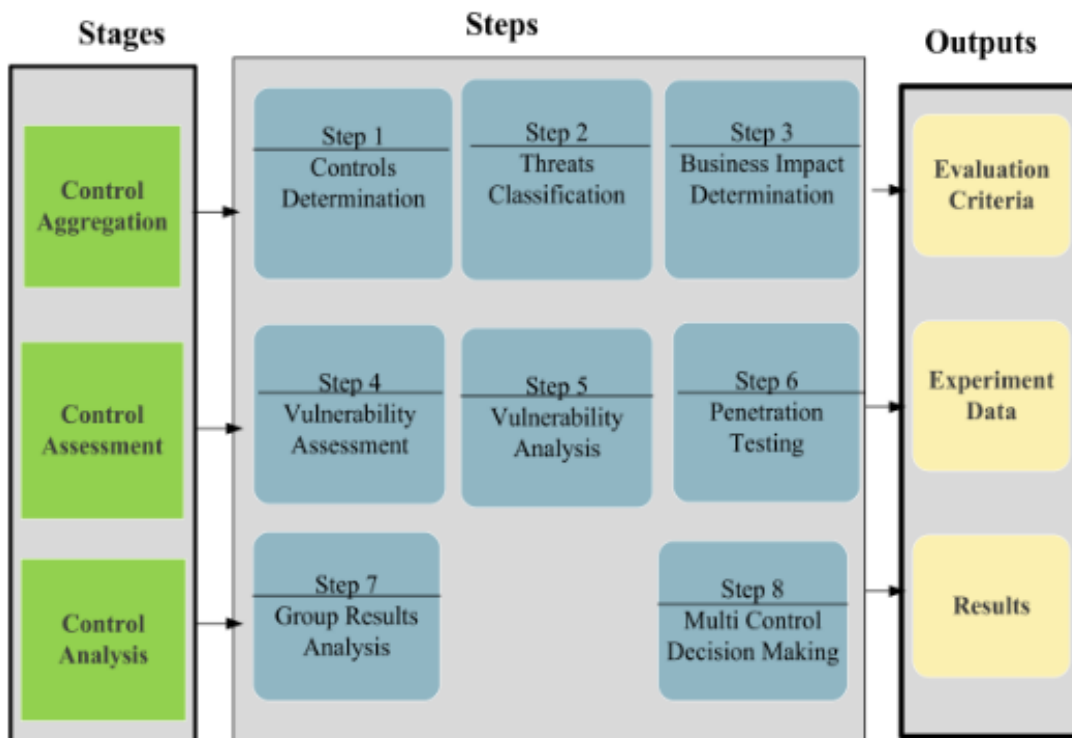 Stages
Steps
Outputs
Control
Aggregation
Step 1
Controls
Determination
Step 2
Threats
Classification
Step 3
Business Impact
Determination
Evaluation
Criteria
Control
Assessment
Step 4
Vulnerability
Assessment
Step 5
Vulnerability
Analysis
Step 6
Penetration
Testing
Experiment
Data
Control
Analysis
Step 7
Group Results
Analysis
Step 8
Multi Control
Decision Making
Results